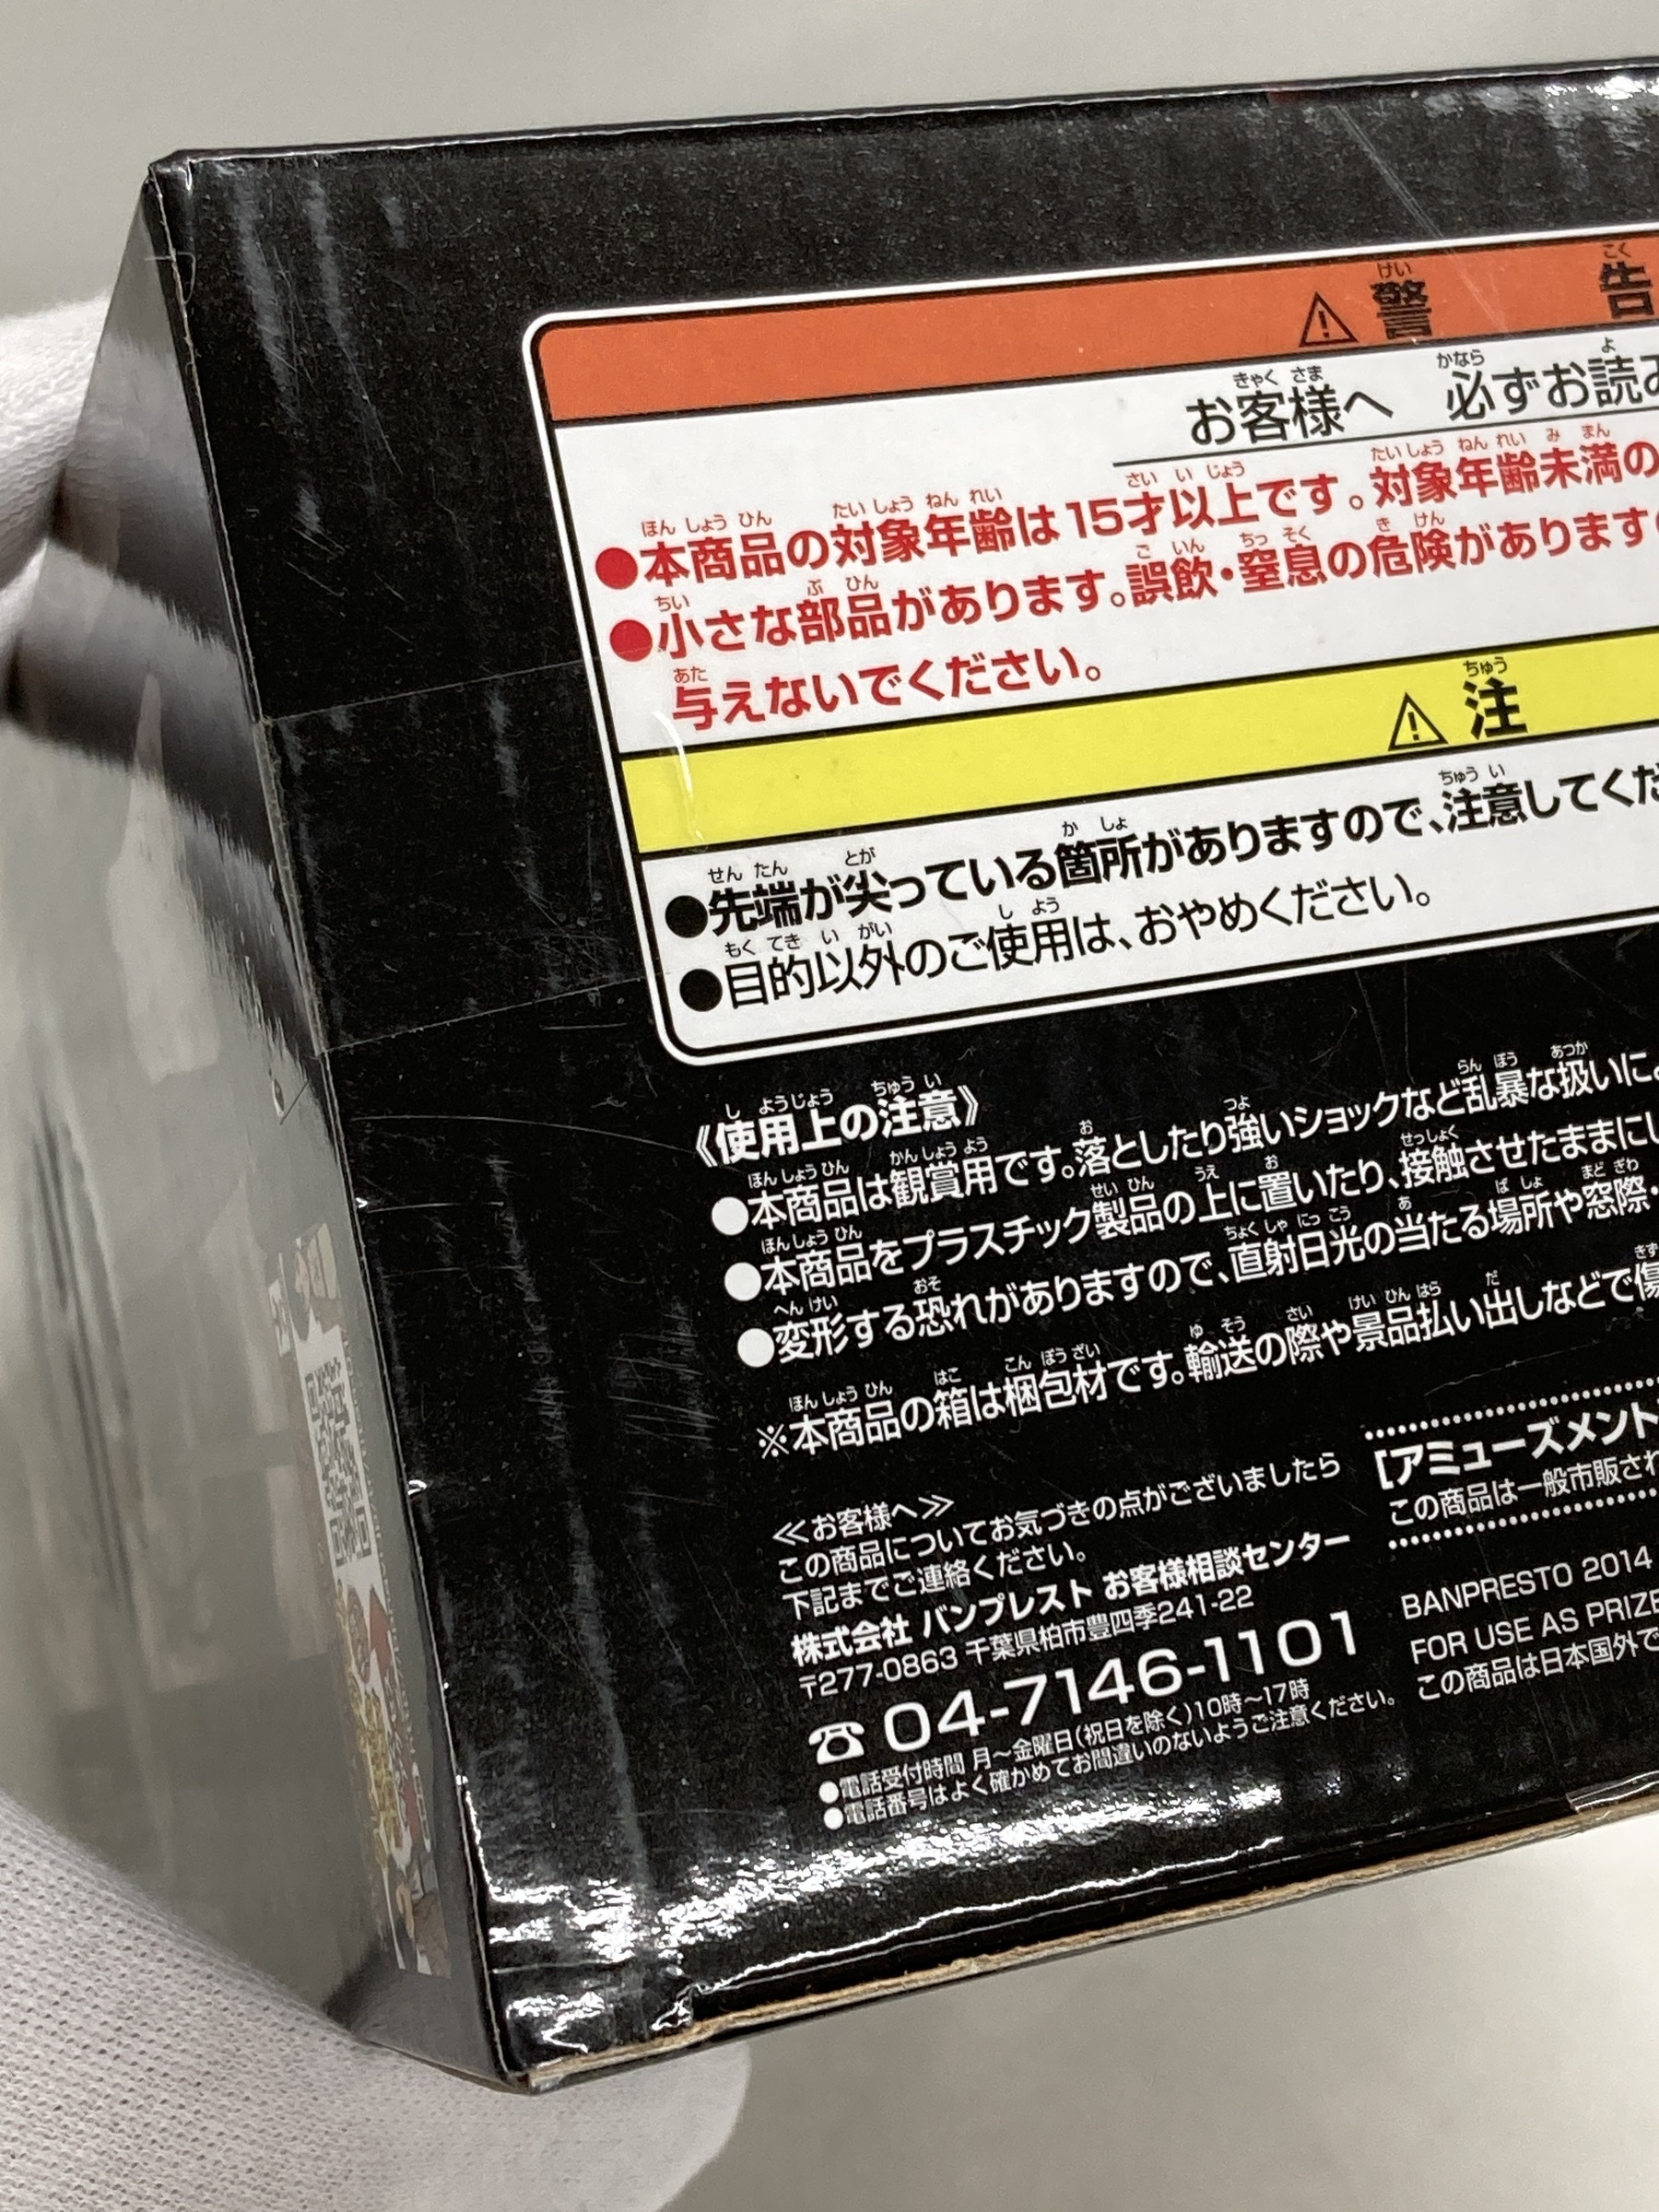 ⚠ 警 告
お客様へ 必ずお読み
●本商品の対象年齢は15才以上です。対象年齢未満の
●小さな部品があります。誤飲・窒息の危険があります
与えないでください。
⚠ 注
●先端が尖っている箇所がありますので、注意してくだ
●目的以外のご使用は、おやめください。
《使用上の注意》
●本商品は観賞用です。落としたり強いショックなど乱暴な扱いに
●本商品をプラスチック製品の上に置いたり、接触させたままにし
●変形する恐れがありますので、直射日光の当たる場所や窓際・
※本商品の箱は梱包材です。輸送の際や景品払い出しなどで傷
≪お客様へ≫
この商品についてお気づきの点がございましたら
下記までご連絡ください。
株式会社 バンプレスト お客様相談センター
〒277-0863 千葉県柏市豊四季241-22
☎ 04-7146-1101
●電話受付時間 月～金曜日(祝日を除く)10時～17時
●電話番号はよく確かめてお間違いのないようご注意ください。
[アミューズメント
この商品は一般市販され
BANPRESTO 2014
FOR USE AS PRIZE
この商品は日本国外で